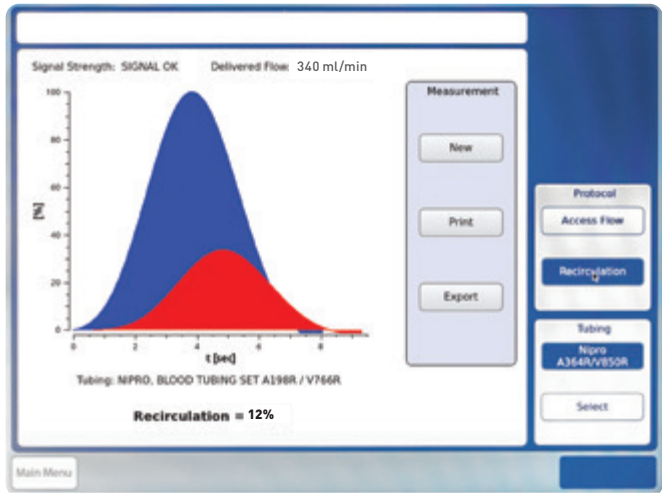 Signal Strength: SIGNAL OK Delivered Flow: 340 ml/min
Measurement
New
Print
Export
100
80
60
40
20
0
[%]
0 2 4 6 8
t [sec]
Tubing: NIPRO, BLOOD TUBING SET A198R / V766R
Recirculation = 12%
Protocol
Access Flow
Recirculation
Tubing
Nipro
A364R/V850R
Select
Main Menu